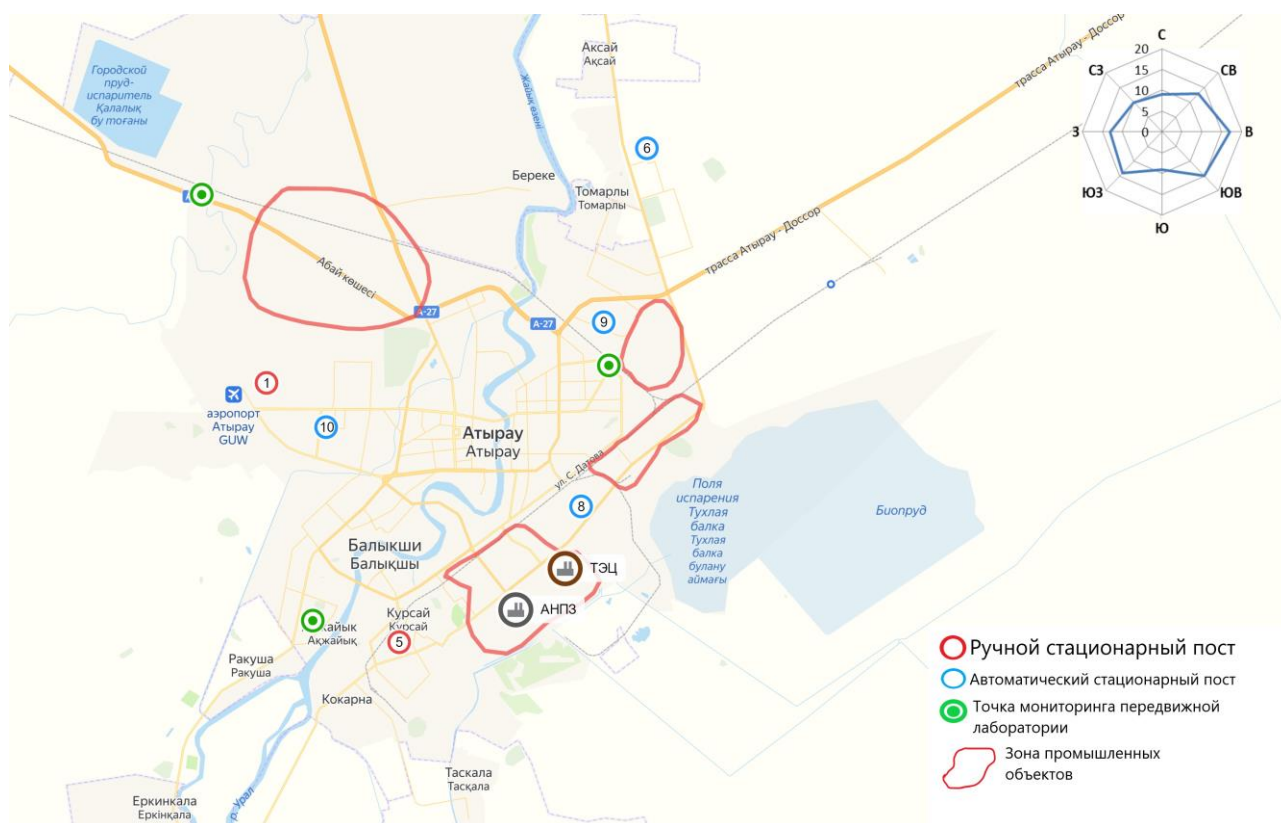 Аксай
Ақсай
Городской
пруд-
испаритель
Қалалық
бу тоғаны
Жайық өзені
трасса Атырау - Доссор
С
СВ
В
ЮВ
Ю
ЮЗ
З
СЗ
20
15
10
5
0
6
Береке
Томарлы
Томарлы
трасса Атырау - Доссор
Абай көшесі
А-27
А-27
9
1
аэропорт
Атырау
GUW
10
Атырау
Атырау
ул. С. Датова
8
Поля
испарения
Тухлая
балка
Тухлая
балка
булану
аймағы
Биопруд
Балыкши
Балықшы
ТЭЦ
АНПЗ
Ақжайық
Курсай
Курсай
5
Ракуша
Ракуша
Кокарна
Таскала
Тасқала
Еркинкала
Еркінқала
р. Урал
Ручной стационарный пост
Автоматический стационарный пост
Точка мониторинга передвижной
лаборатории
Зона промышленных
объектов